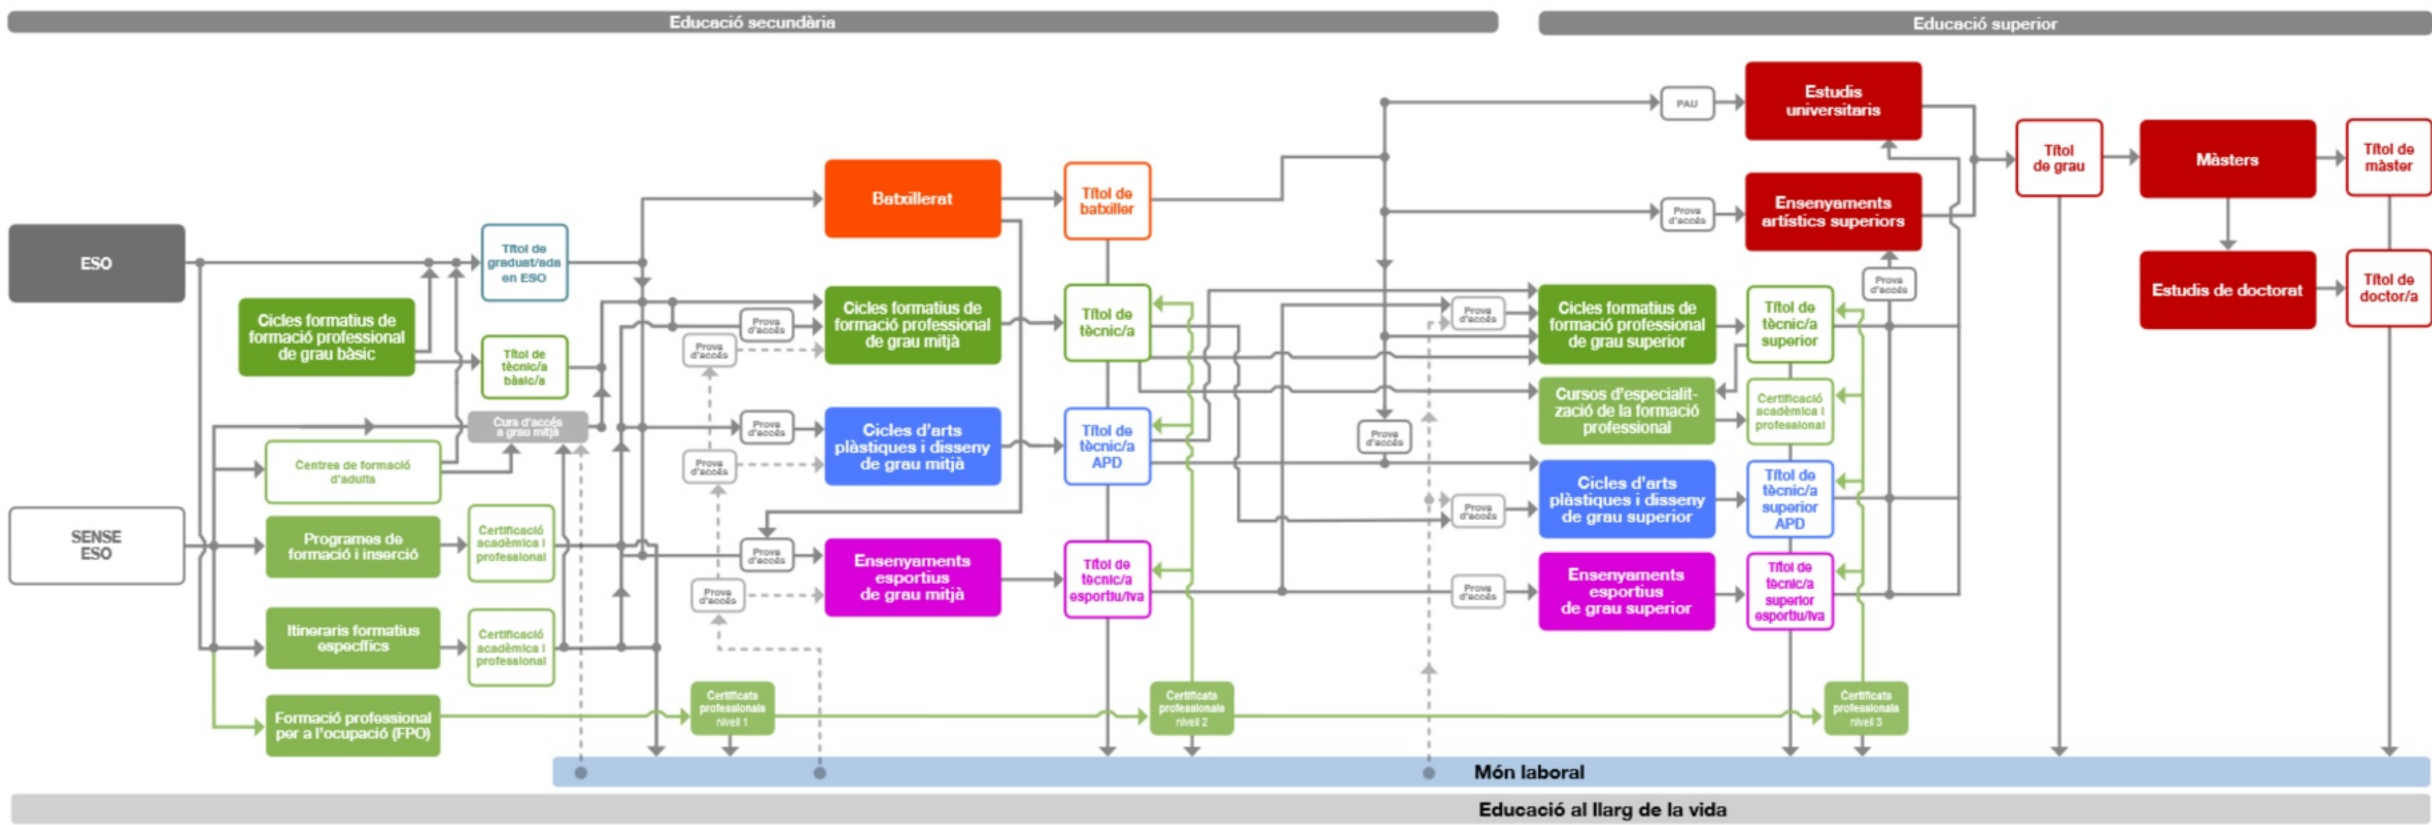 Educació secundària
Educació superior
ESO
SENSE
ESO
Cicles formatius de
formació professional
de grau bàsic
Títol de
graduat/ada
en ESO
Títol de
tècnic/a
bàsic/a
Curs d'accés
a grau mitjà
Centres de formació
d'adults
Programes de
formació i inserció
Certificació
acadèmica i
professional
Itineraris formatius
específics
Certificació
acadèmica i
professional
Formació professional
per a l'ocupació (FPO)
Certificats
professionals
nivell 1
Prova
d'accés
Prova
d'accés
Prova
d'accés
Prova
d'accés
Prova
d'accés
Prova
d'accés
Batxillerat
Cicles formatius de
formació professional
de grau mitjà
Cicles d'arts
plàstiques i disseny
de grau mitjà
Ensenyaments
esportius
de grau mitjà
Títol de
batxiller
Títol de
tècnic/a
Títol de
tècnic/a
APD
Títol de
tècnic/a
esportiu/iva
Certificats
professionals
nivell 2
Prova
d'accés
Prova
d'accés
Prova
d'accés
Prova
d'accés
PAU
Prova
d'accés
Estudis
universitaris
Ensenyaments
artístics superiors
Prova
d'accés
Cicles formatius de
formació professional
de grau superior
Cursos d'especialit-
zació de la formació
professional
Cicles d'arts
plàstiques i disseny
de grau superior
Ensenyaments
esportius
de grau superior
Títol de
tècnic/a
superior
Certificació
acadèmica i
professional
Títol de
tècnic/a
superior
APD
Títol de
tècnic/a
superior
esportiu/iva
Certificats
professionals
nivell 3
Títol
de grau
Màsters
Títol de
màster
Estudis de doctorat
Títol de
doctor/a
Món laboral
Educació al llarg de la vida